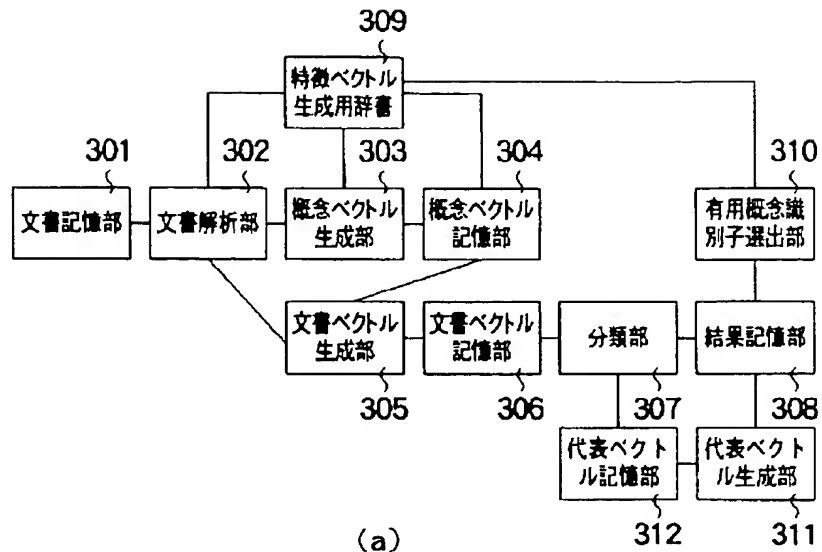 309
特徴ベクトル
生成用辞書
301
302
303
304
310
文書記憶部
文書解析部
概念ベクトル
生成部
概念ベクトル
記憶部
有用概念識
別子選出部
文書ベクトル
生成部
文書ベクトル
記憶部
分類部
結果記憶部
305
306
307
308
代表ベクト
ル記憶部
代表ベクト
ル生成部
312
311
(a)